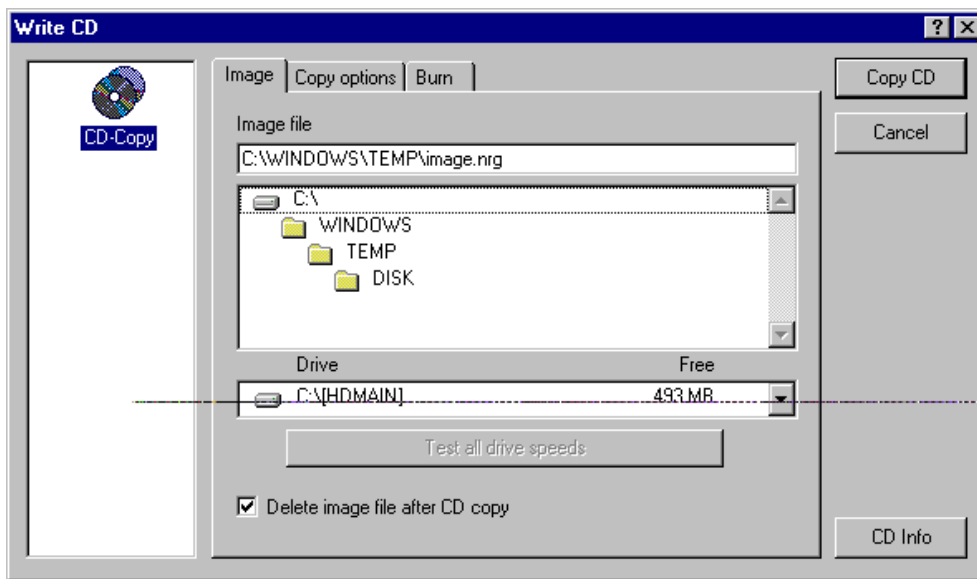 Write CD
CD-Copy
Image Copy options Burn
Image file
C:\WINDOWS\TEMP\image.nrg
C:\
WINDOWS
TEMP
DISK
Drive Free
C:\[HDMAIN] 493 MB
Test all drive speeds
Delete image file after CD copy
Copy CD
Cancel
CD Info